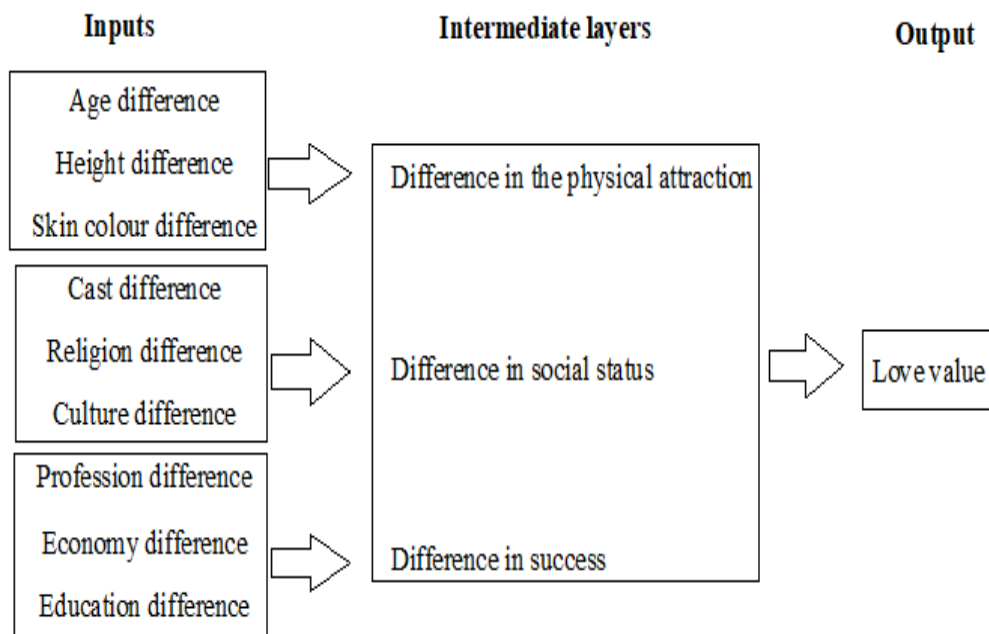 Inputs
Intermediate layers
Output
Age difference
Height difference
Skin colour difference
Cast difference
Religion difference
Culture difference
Profession difference
Economy difference
Education difference
Difference in the physical attraction
Difference in social status
Difference in success
Love value